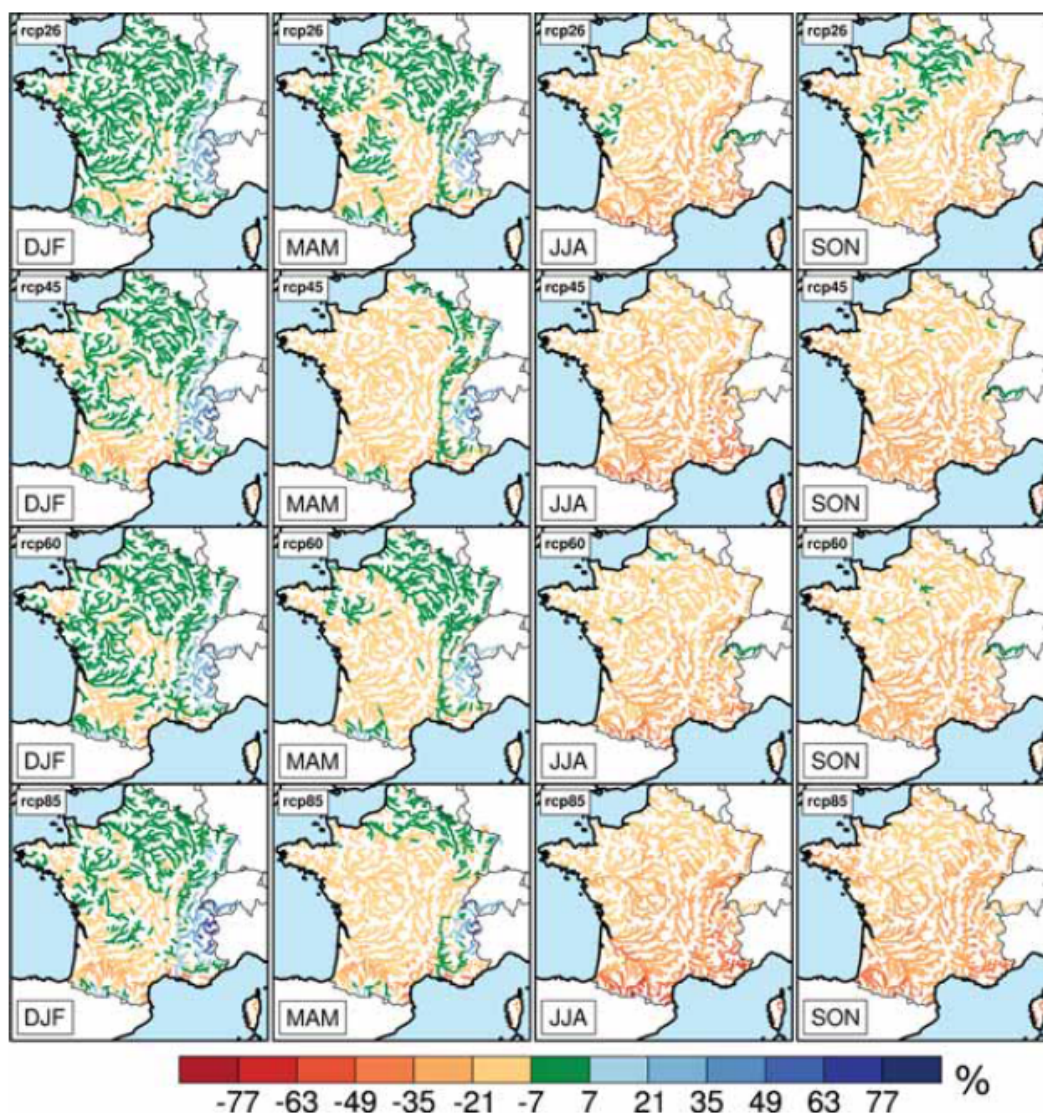 rcp26 rcp26 rcp26 rcp26
DJF MAM JJA SON
rcp45 rcp45 rcp45 rcp45
DJF MAM JJA SON
rcp60 rcp60 rcp60 rcp60
DJF MAM JJA SON
rcp85 rcp85 rcp85 rcp85
DJF MAM JJA SON
-77 -63 -49 -35 -21 -7 7 21 35 49 63 77 %